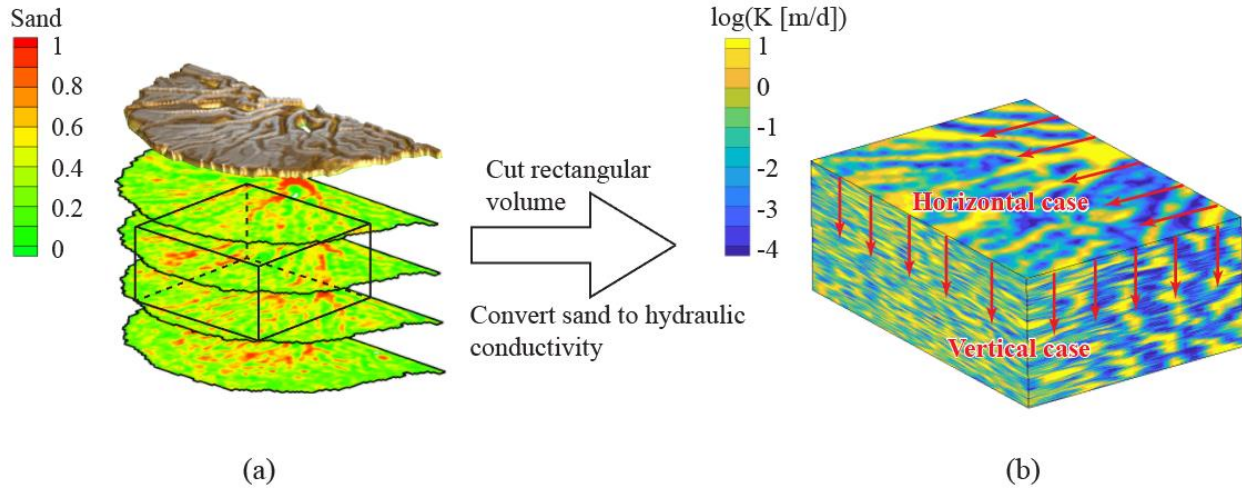 Sand
1
0.8
0.6
0.4
0.2
0
Cut rectangular
volume
Convert sand to hydraulic
conductivity
log(K [m/d])
1
0
-1
-2
-3
-4
Horizontal case
Vertical case
(a)
(b)